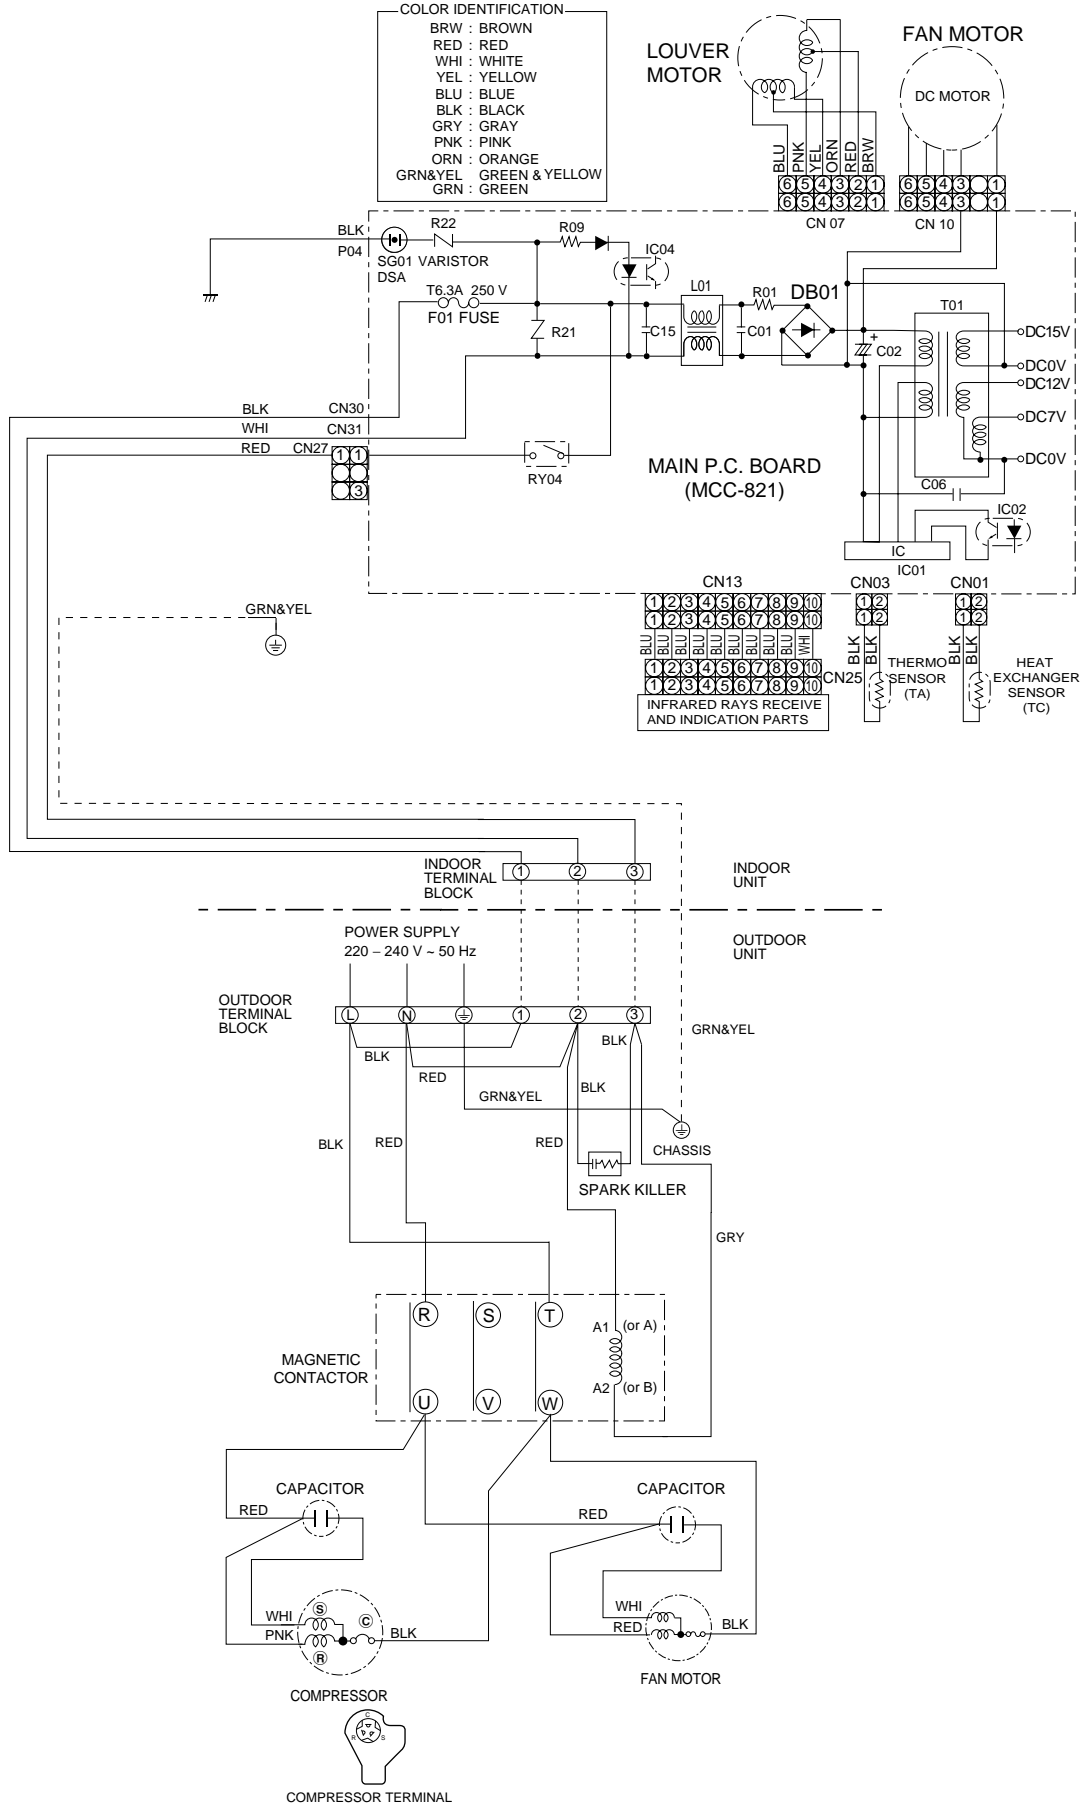 COLOR IDENTIFICATION
BRW : BROWN
RED : RED
WHI : WHITE
YEL : YELLOW
BLU : BLUE
BLK : BLACK
GRY : GRAY
PNK : PINK
ORN : ORANGE
GRN&YEL GREEN & YELLOW
GRN : GREEN
LOUVER
MOTOR
FAN MOTOR
DC MOTOR
BLU
PNK
YEL
ORN
RED
BRW
6 5 4 3 2 1
6 5 4 3 2 1
CN 07
6 5 4 3 1
6 5 4 3 1
CN 10
BLK
P04
SG01
DSA
R22
VARISTOR
R09
IC04
T6.3A 250 V
F01 FUSE
R21
C15
L01
C01
R01
DB01
+
C02
T01
DC15V
DC0V
DC12V
DC7V
DC0V
BLK
CN30
WHI
CN31
RED
CN27
1 1
3
RY04
MAIN P.C. BOARD
(MCC-821)
C06
IC02
IC
IC01
GRN&YEL
CN13
1 2 3 4 5 6 7 8 9 10
1 2 3 4 5 6 7 8 9 10
BLU
BLU
BLU
BLU
BLU
BLU
BLU
BLU
WHI
1 2 3 4 5 6 7 8 9 10
1 2 3 4 5 6 7 8 9 10
CN25
INFRARED RAYS RECEIVE
AND INDICATION PARTS
CN03
1 2
1 2
BLK
BLK
THERMO
SENSOR
(TA)
CN01
1 2
1 2
BLK
BLK
HEAT
EXCHANGER
SENSOR
(TC)
INDOOR
TERMINAL
BLOCK
1 2 3
INDOOR
UNIT
OUTDOOR
UNIT
POWER SUPPLY
220 – 240 V ~ 50 Hz
OUTDOOR
TERMINAL
BLOCK
L N 1 2 3
BLK
RED
BLK
BLK
GRN&YEL
GRN&YEL
BLK
RED
RED
CHASSIS
SPARK KILLER
GRY
MAGNETIC
CONTACTOR
R S T
A1 (or A)
A2 (or B)
U V W
CAPACITOR
RED
CAPACITOR
RED
WHI
PNK
S
C
R
BLK
WHI
RED
BLK
FAN MOTOR
COMPRESSOR
C
R
S
COMPRESSOR TERMINAL